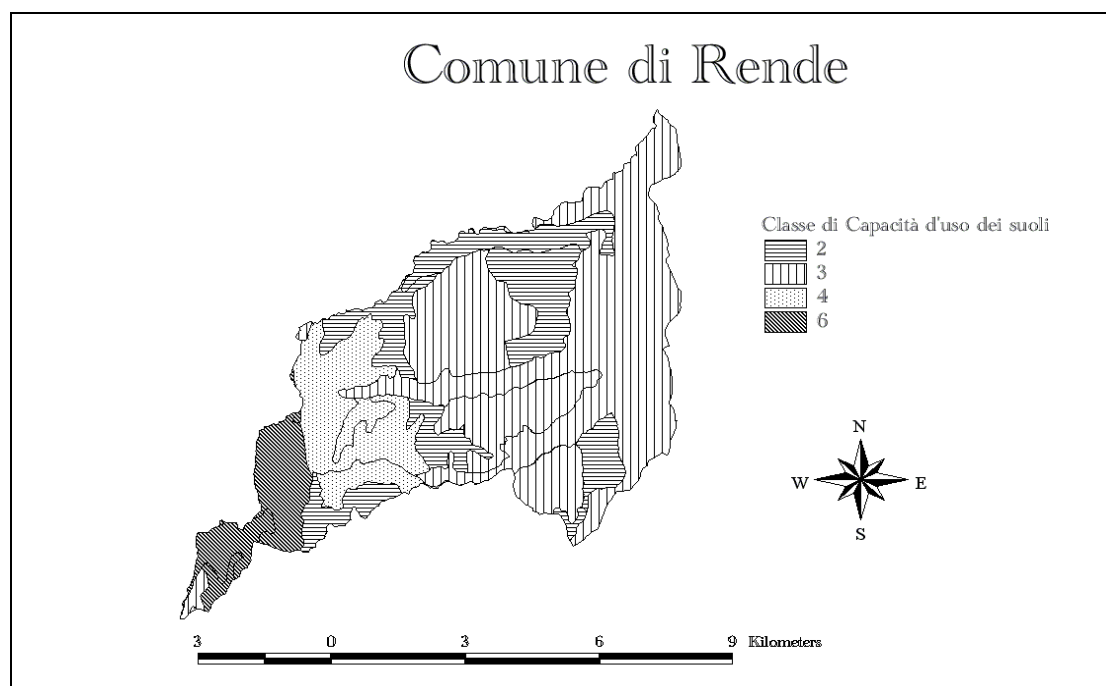 Comune di Rende
Classe di Capacità d'uso dei suoli
2
3
4
6
N
W E
S
3 0 3 6 9 Kilometers